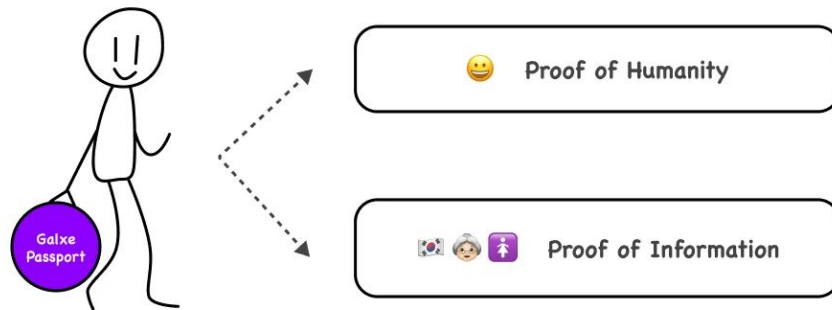 Proof of Humanity
Galxe
Passport
Proof of Information